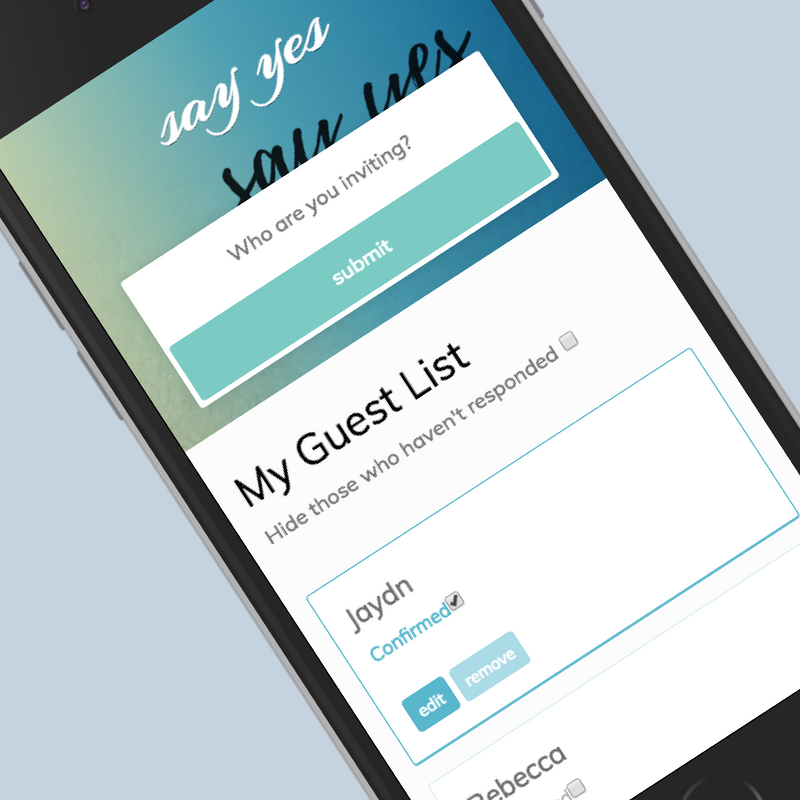 say yes
say yes
Who are you inviting?
submit
My Guest List
Hide those who haven't responded
Jaydn
Confirmed
edit
remove
Rebecca